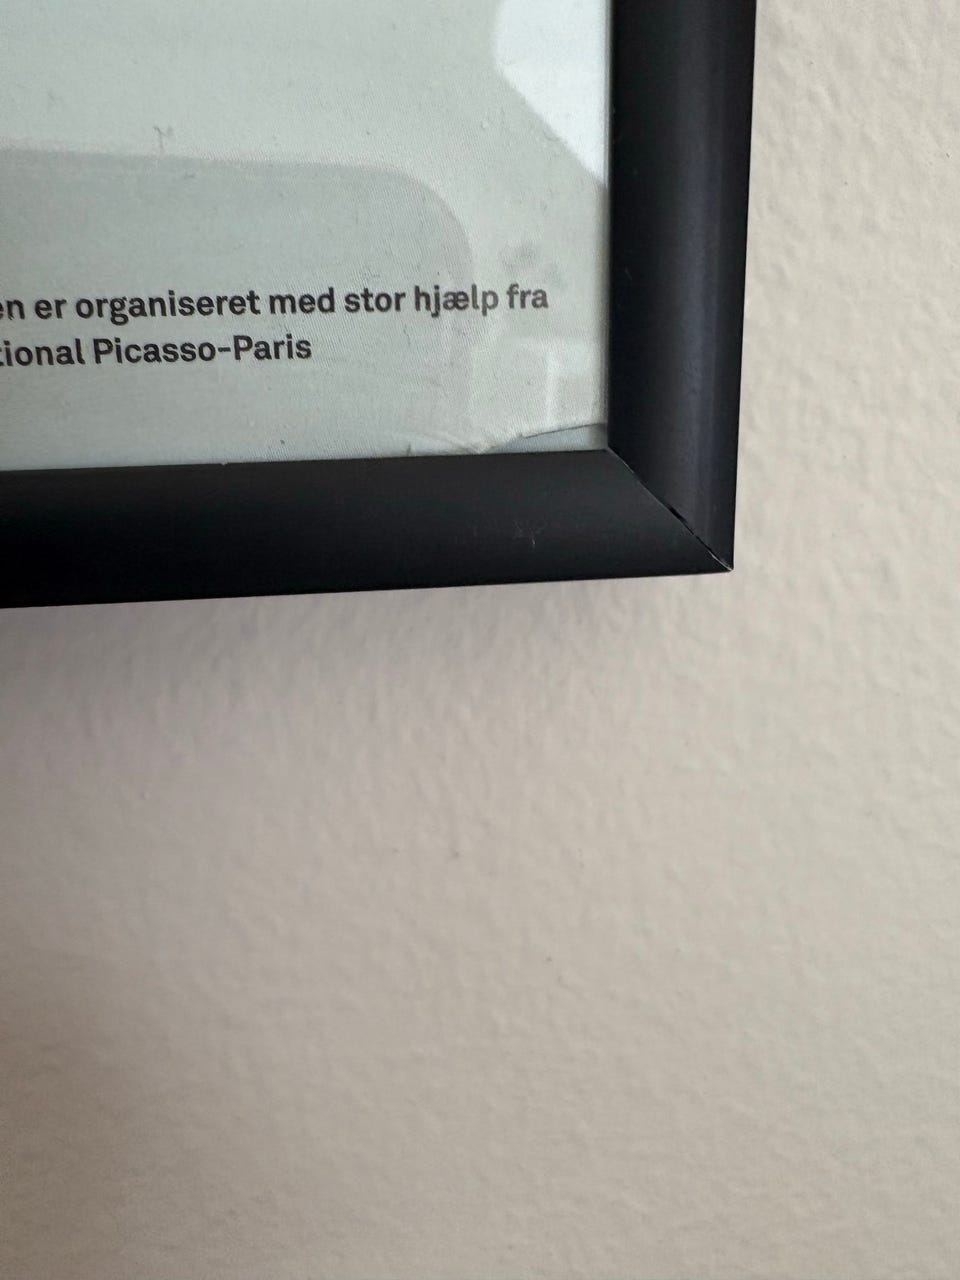 en er organiseret med stor hjælp fra
tional Picasso-Paris